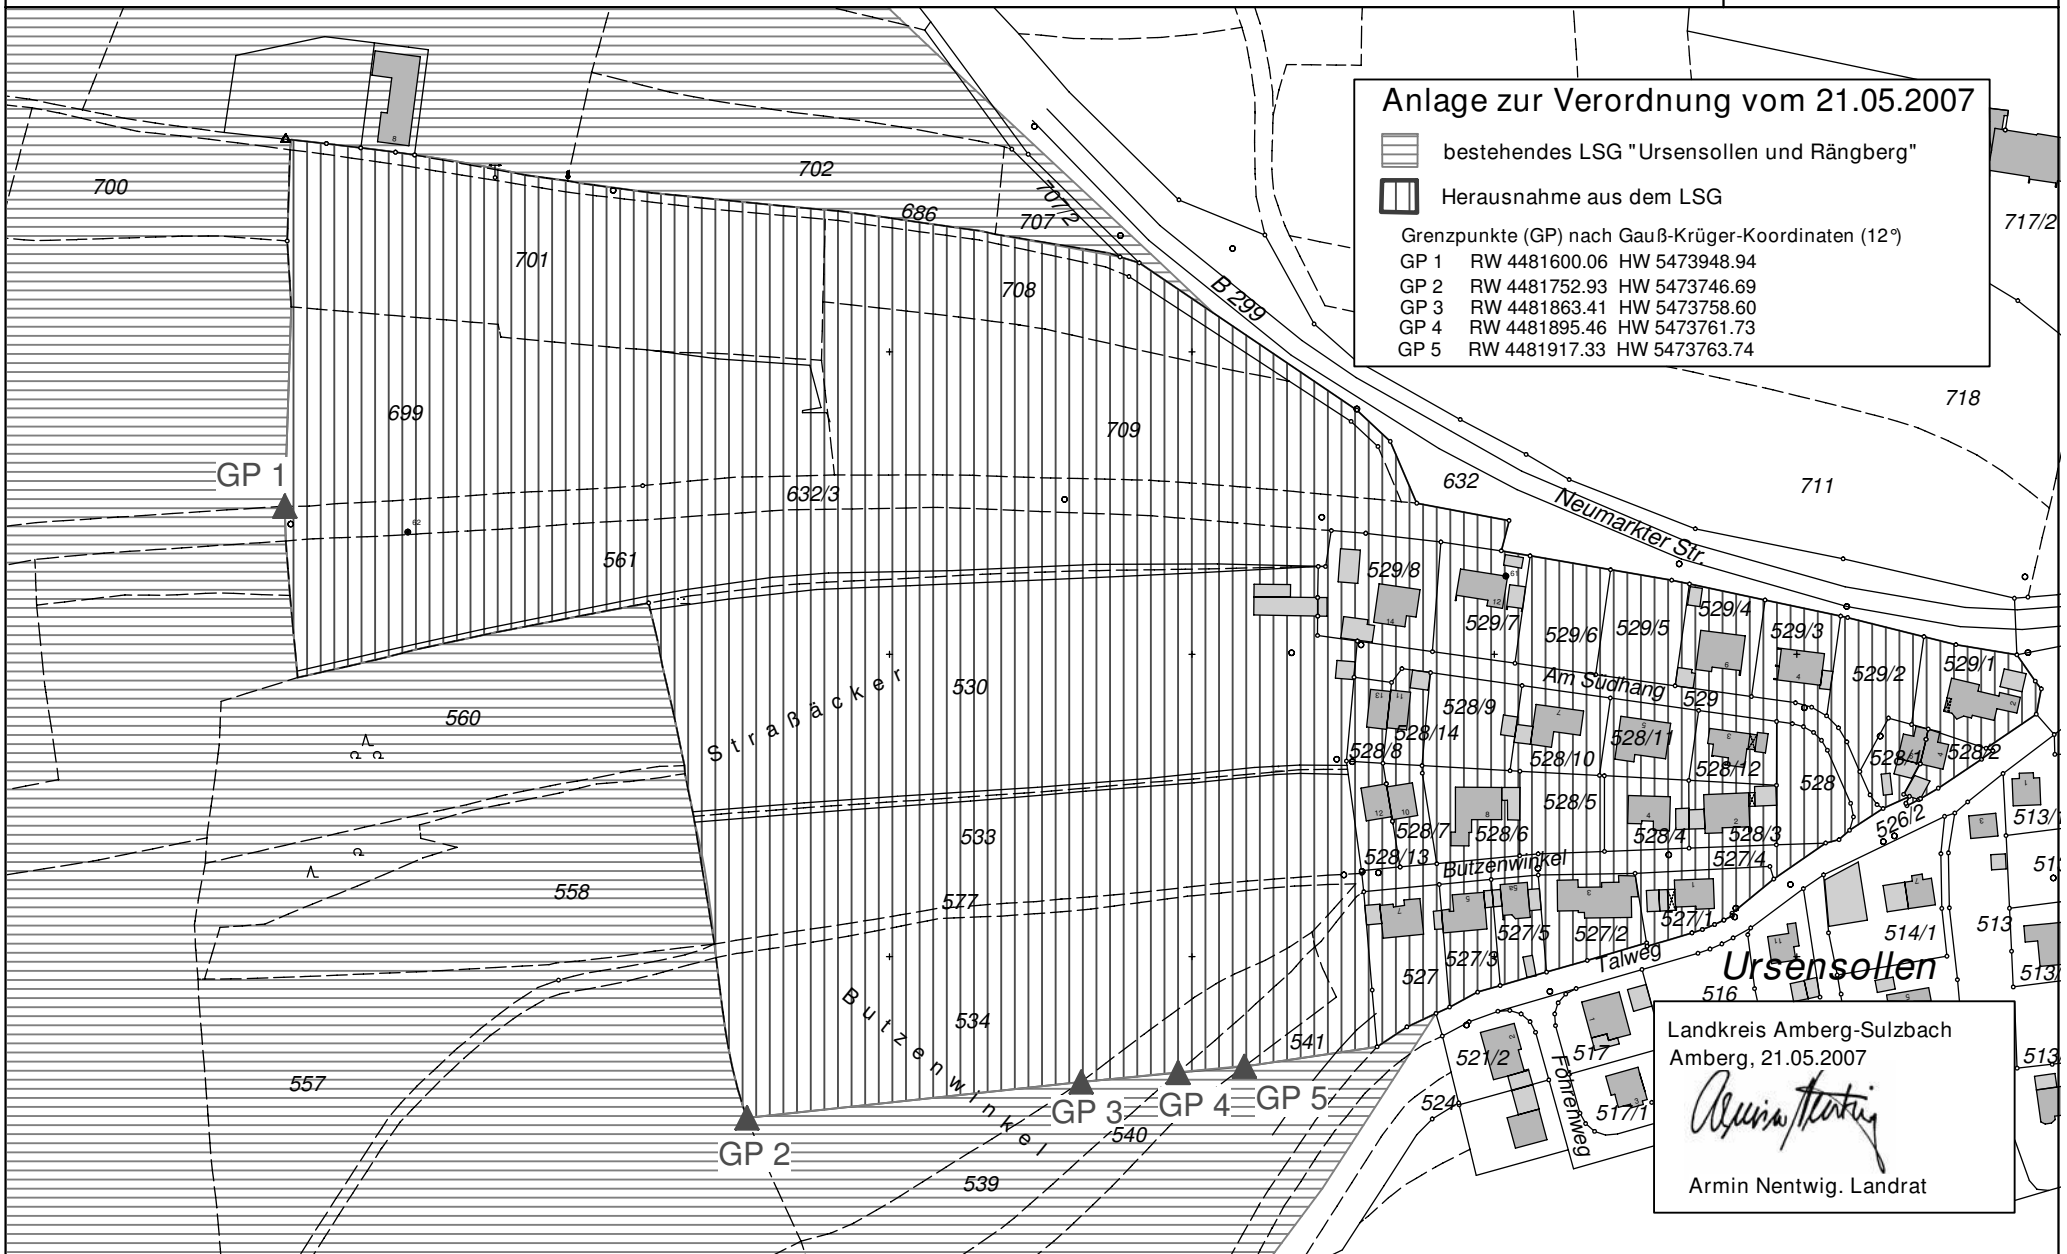 Anlage zur Verordnung vom 21.05.2007
bestehendes LSG "Ursensollen und Rängberg"
Herausnahme aus dem LSG
Grenzpunkte (GP) nach Gauß-Krüger-Koordinaten (12°)
GP 1 RW 4481600.06 HW 5473948.94
GP 2 RW 4481752.93 HW 5473746.69
GP 3 RW 4481863.41 HW 5473758.60
GP 4 RW 4481895.46 HW 5473761.73
GP 5 RW 4481917.33 HW 5473763.74
700
702
686
707/2
707
717/2
701
708
B 299
718
699
709
GP 1
632/3
632
711
Neumarkter Str.
62
561
529/8
529/7
529/6
529/5
529/4
529/3
529/2
529/1
Am Südhang
529
Straßäcker
530
560
528/9
528/14
528/8
528/10
528/11
528/12
528
528/1
528/2
528/5
528/7
528/6
528/4
528/3
526/2
513/1
533
528/13
Butzenwinkel
527/4
558
577
527/1
527/2
527/5
527/3
527
Talweg
514/1
513
Ursensollen
516
Butzenwinkel
534
541
521/2
517
557
GP 2
GP 3
GP 4
GP 5
540
539
524
Föhrenweg
517/1
Landkreis Amberg-Sulzbach
Amberg, 21.05.2007
Armin Nentwig
Armin Nentwig. Landrat